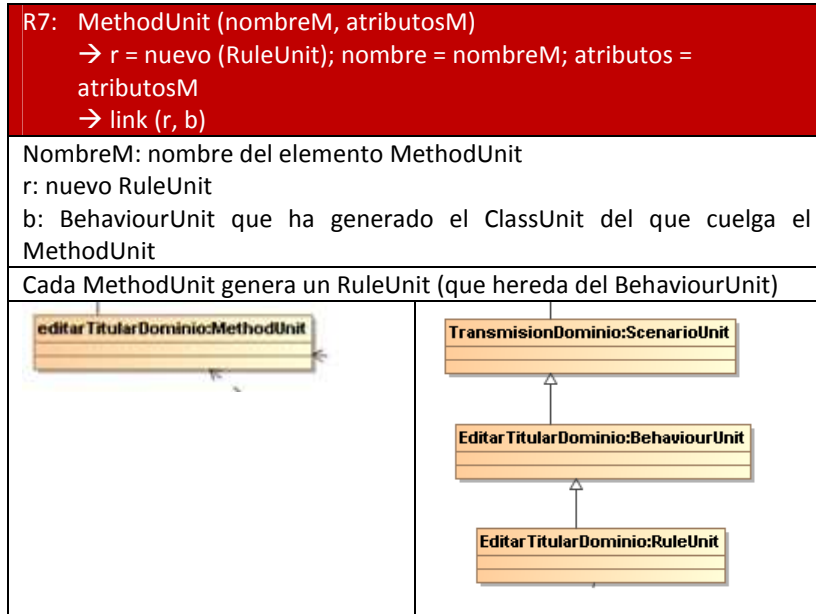 R7: MethodUnit (nombreM, atributosM)
→ r = nuevo (RuleUnit); nombre = nombreM; atributos =
atributosM
→ link (r, b)
NombreM: nombre del elemento MethodUnit
r: nuevo RuleUnit
b: BehaviourUnit que ha generado el ClassUnit del que cuelga el
MethodUnit
Cada MethodUnit genera un RuleUnit (que hereda del BehaviourUnit)
editarTitularDominio:MethodUnit
TransmisionDominio:ScenarioUnit
EditarTitularDominio:BehaviourUnit
EditarTitularDominio:RuleUnit